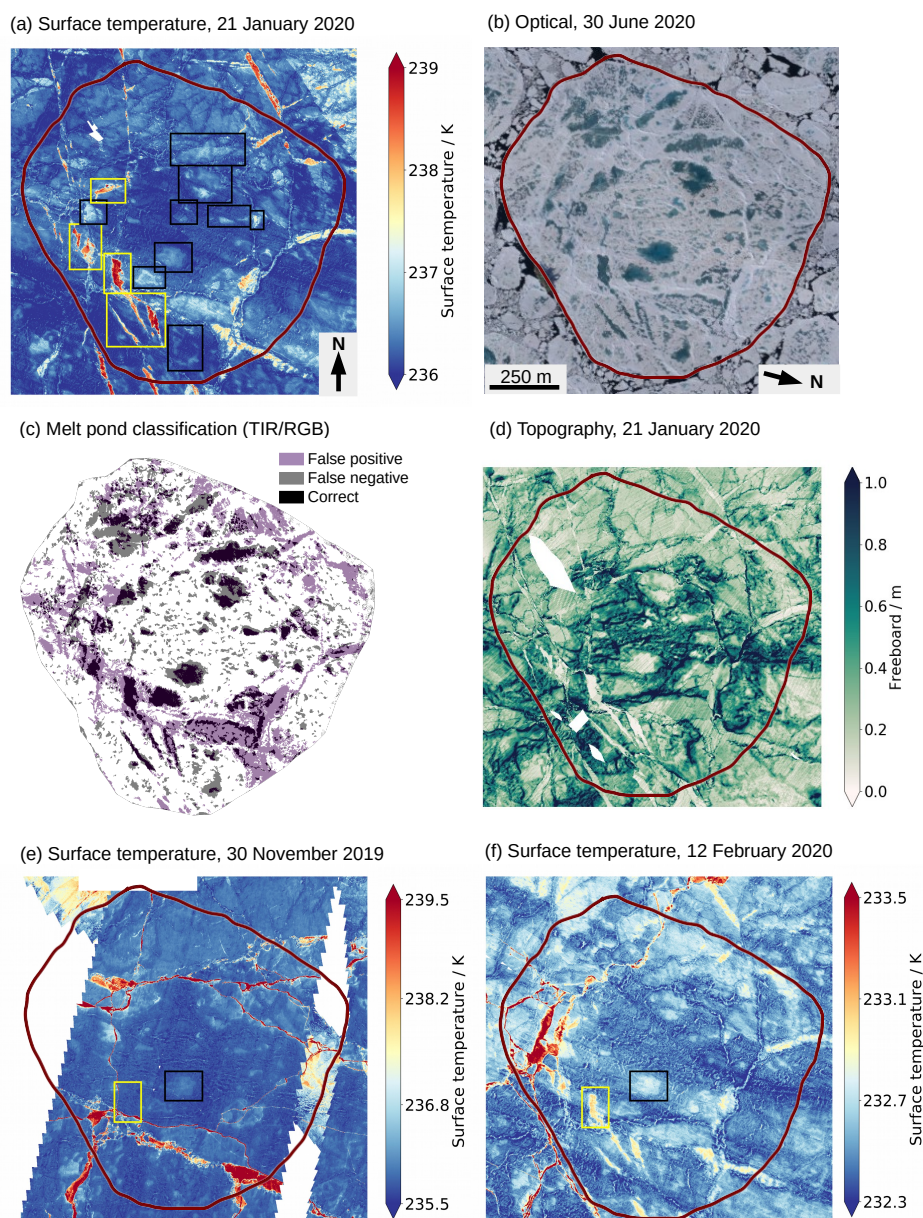 (a) Surface temperature, 21 January 2020
239
238
237
236
Surface temperature / K
N
(b) Optical, 30 June 2020
250 m
N
(c) Melt pond classification (TIR/RGB)
False positive
False negative
Correct
(d) Topography, 21 January 2020
1.0
0.8
0.6
0.4
0.2
0.0
Freeboard / m
(e) Surface temperature, 30 November 2019
239.5
238.2
236.8
235.5
Surface temperature / K
(f) Surface temperature, 12 February 2020
233.5
233.1
232.7
232.3
Surface temperature / K